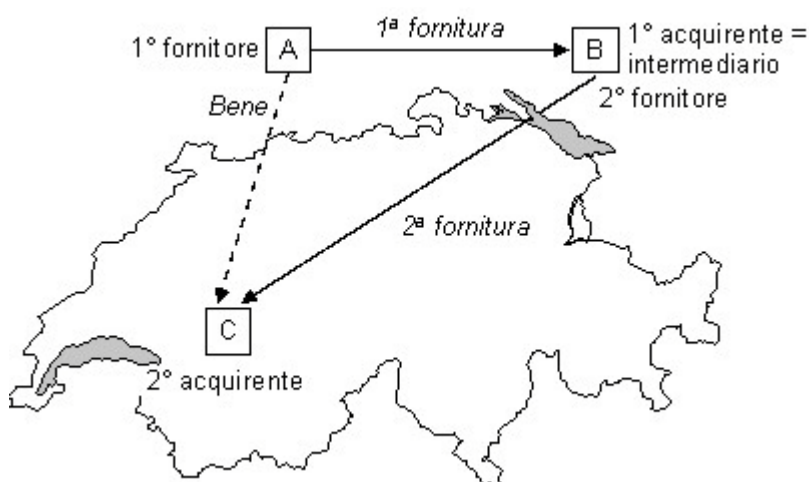 1ª fornitura
1° fornitore
A
B
1° acquirente =
intermediario
2° fornitore
Bene
2ª fornitura
C
2° acquirente